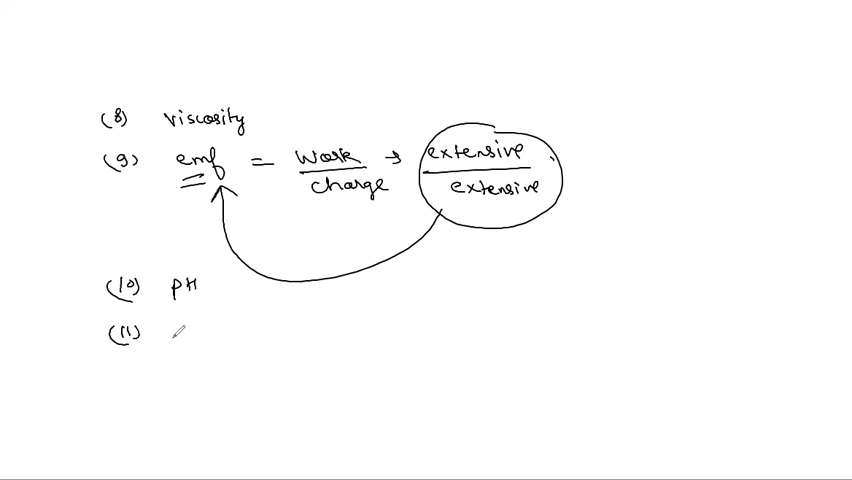 (8) Viscosity
(9) emf = Work / charge → extensive / extensive
(10) pH
(11)